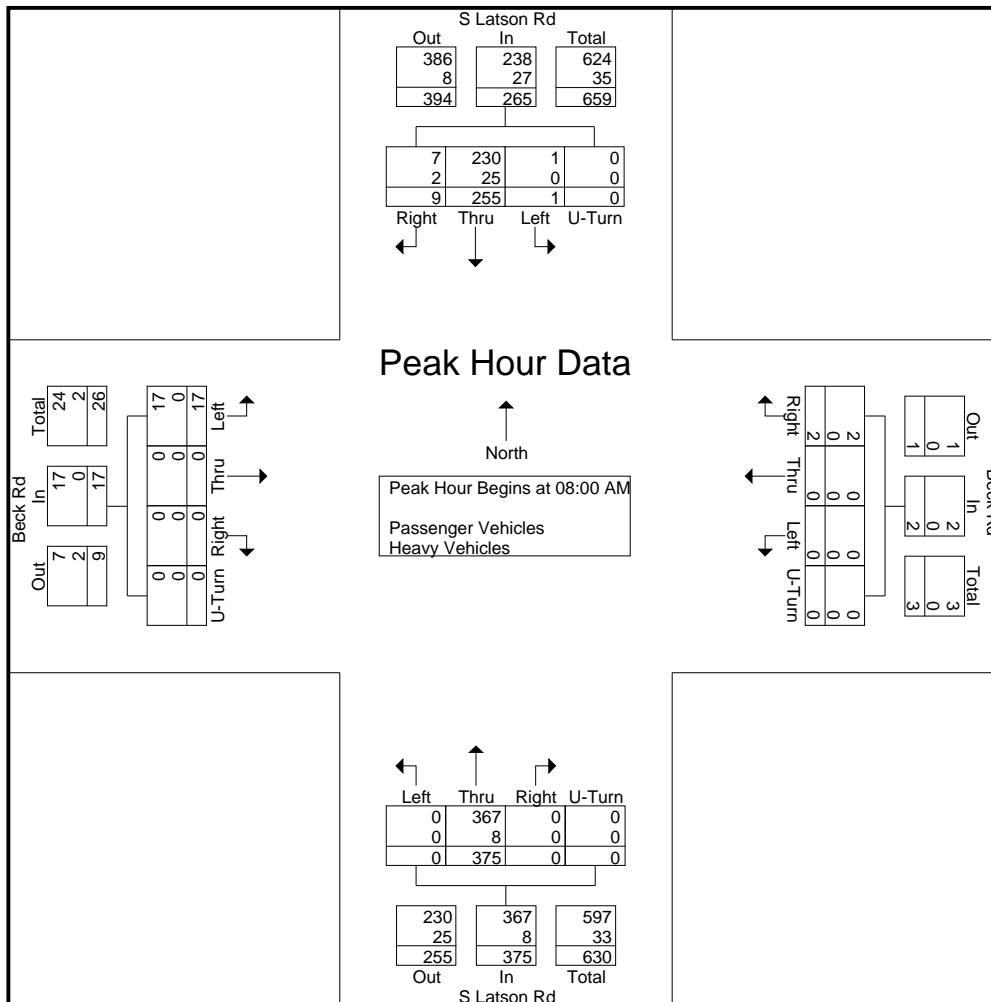 S Latson Rd
Out In Total
386 238 624
8 27 35
394 265 659
7 230 1 0
2 25 0 0
9 255 1 0
Right Thru Left U-Turn
Peak Hour Data
North
Peak Hour Begins at 08:00 AM
Passenger Vehicles
Heavy Vehicles
Beck Rd
Out In Total
7 17 24
2 0 2
9 17 26
U-Turn Right Thru Left
0 0 0 17
0 0 0 0
0 0 0 17
Right Thru Left U-Turn
2 0 0 0
0 0 0 0
2 0 0 0
Out In Total
1 2 3
0 0 0
1 2 3
Beck Rd
Left Thru Right U-Turn
0 367 0 0
0 8 0 0
0 375 0 0
230 367 597
25 8 33
255 375 630
Out In Total
S Latson Rd